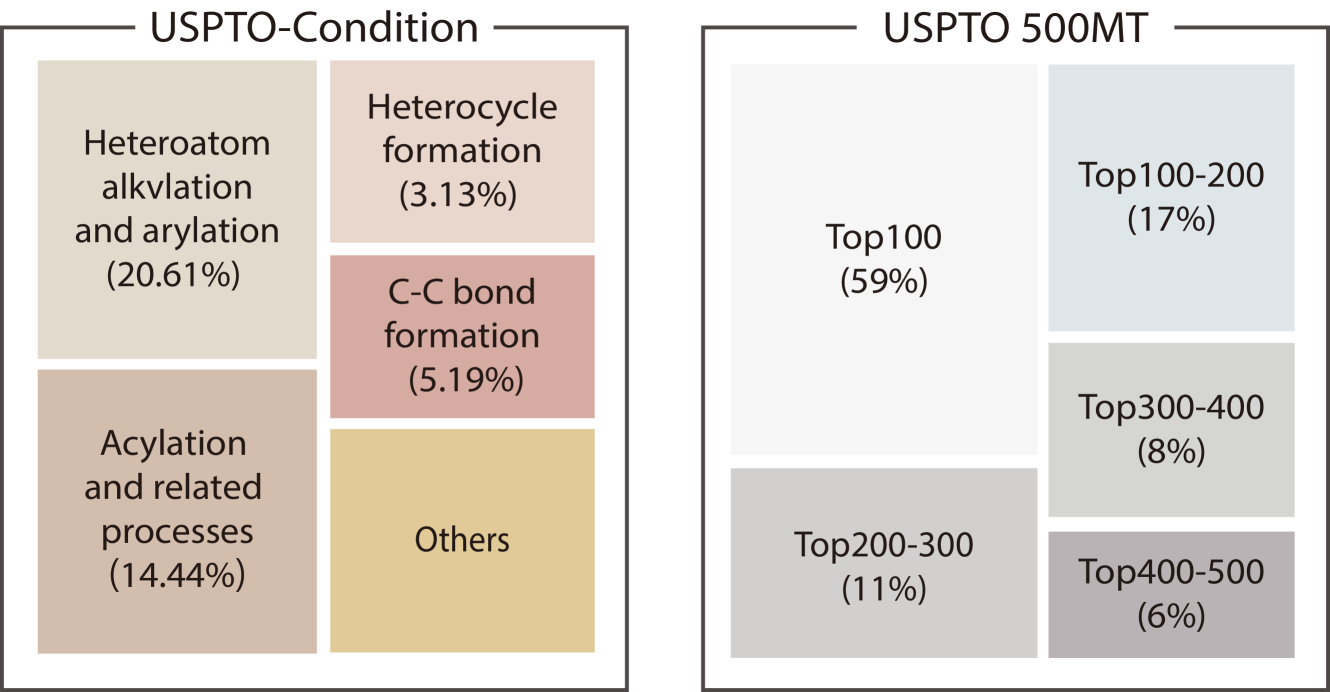 USPTO-Condition
Heteroatom
alkvlation
and arylation
(20.61%)
Acylation
and related
processes
(14.44%)
Heterocycle
formation
(3.13%)
C-C bond
formation
(5.19%)
Others
USPTO 500MT
Top100
(59%)
Top200-300
(11%)
Top100-200
(17%)
Top300-400
(8%)
Top400-500
(6%)